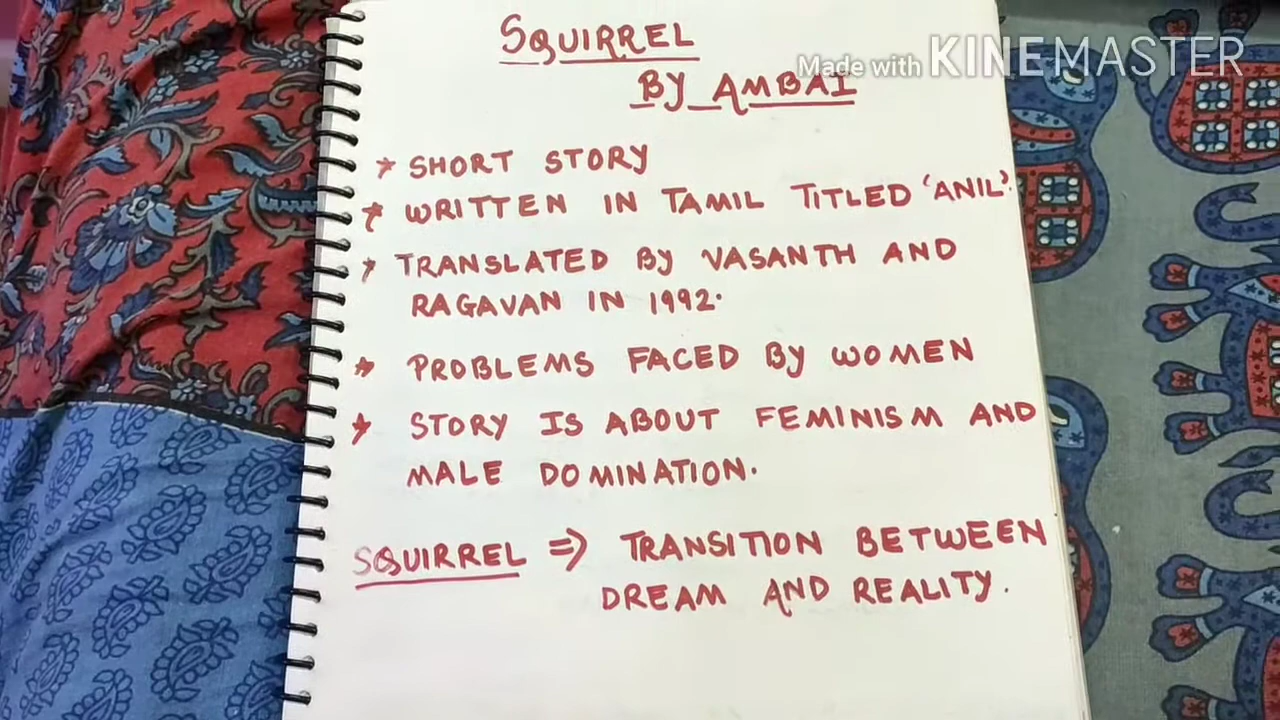 SQUIRREL
Made with KINEMASTER
BY AMBAI
* SHORT STORY
* WRITTEN IN TAMIL TITLED 'ANIL'.
* TRANSLATED BY VASANTH AND
RAGAVAN IN 1992.
* PROBLEMS FACED BY WOMEN
* STORY IS ABOUT FEMINISM AND
MALE DOMINATION.
SQUIRREL => TRANSITION BETWEEN
DREAM AND REALITY.